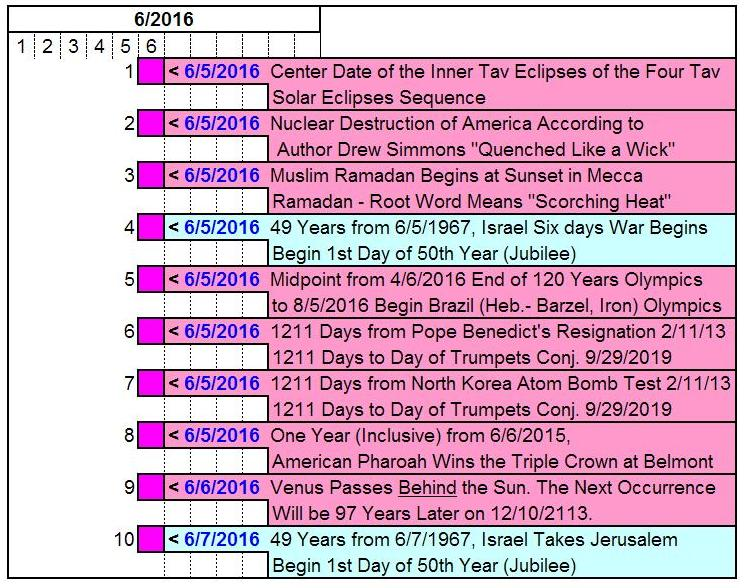 6/2016
1 2 3 4 5 6
1 < 6/5/2016 Center Date of the Inner Tav Eclipses of the Four Tav
Solar Eclipses Sequence
2 < 6/5/2016 Nuclear Destruction of America According to
Author Drew Simmons "Quenched Like a Wick"
3 < 6/5/2016 Muslim Ramadan Begins at Sunset in Mecca
Ramadan - Root Word Means "Scorching Heat"
4 < 6/5/2016 49 Years from 6/5/1967, Israel Six days War Begins
Begin 1st Day of 50th Year (Jubilee)
5 < 6/5/2016 Midpoint from 4/6/2016 End of 120 Years Olympics
to 8/5/2016 Begin Brazil (Heb.- Barzel, Iron) Olympics
6 < 6/5/2016 1211 Days from Pope Benedict's Resignation 2/11/13
1211 Days to Day of Trumpets Conj. 9/29/2019
7 < 6/5/2016 1211 Days from North Korea Atom Bomb Test 2/11/13
1211 Days to Day of Trumpets Conj. 9/29/2019
8 < 6/5/2016 One Year (Inclusive) from 6/6/2015,
American Pharoah Wins the Triple Crown at Belmont
9 < 6/6/2016 Venus Passes Behind the Sun. The Next Occurrence
Will be 97 Years Later on 12/10/2113.
10 < 6/7/2016 49 Years from 6/7/1967, Israel Takes Jerusalem
Begin 1st Day of 50th Year (Jubilee)